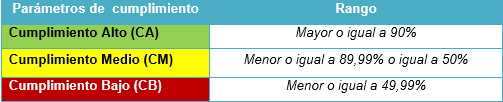 Parámetros de cumplimiento Rango
Cumplimiento Alto (CA) Mayor o igual a 90%
Cumplimiento Medio (CM) Menor o igual a 89,99% o igual a 50%
Cumplimiento Bajo (CB) Menor o igual a 49,99%